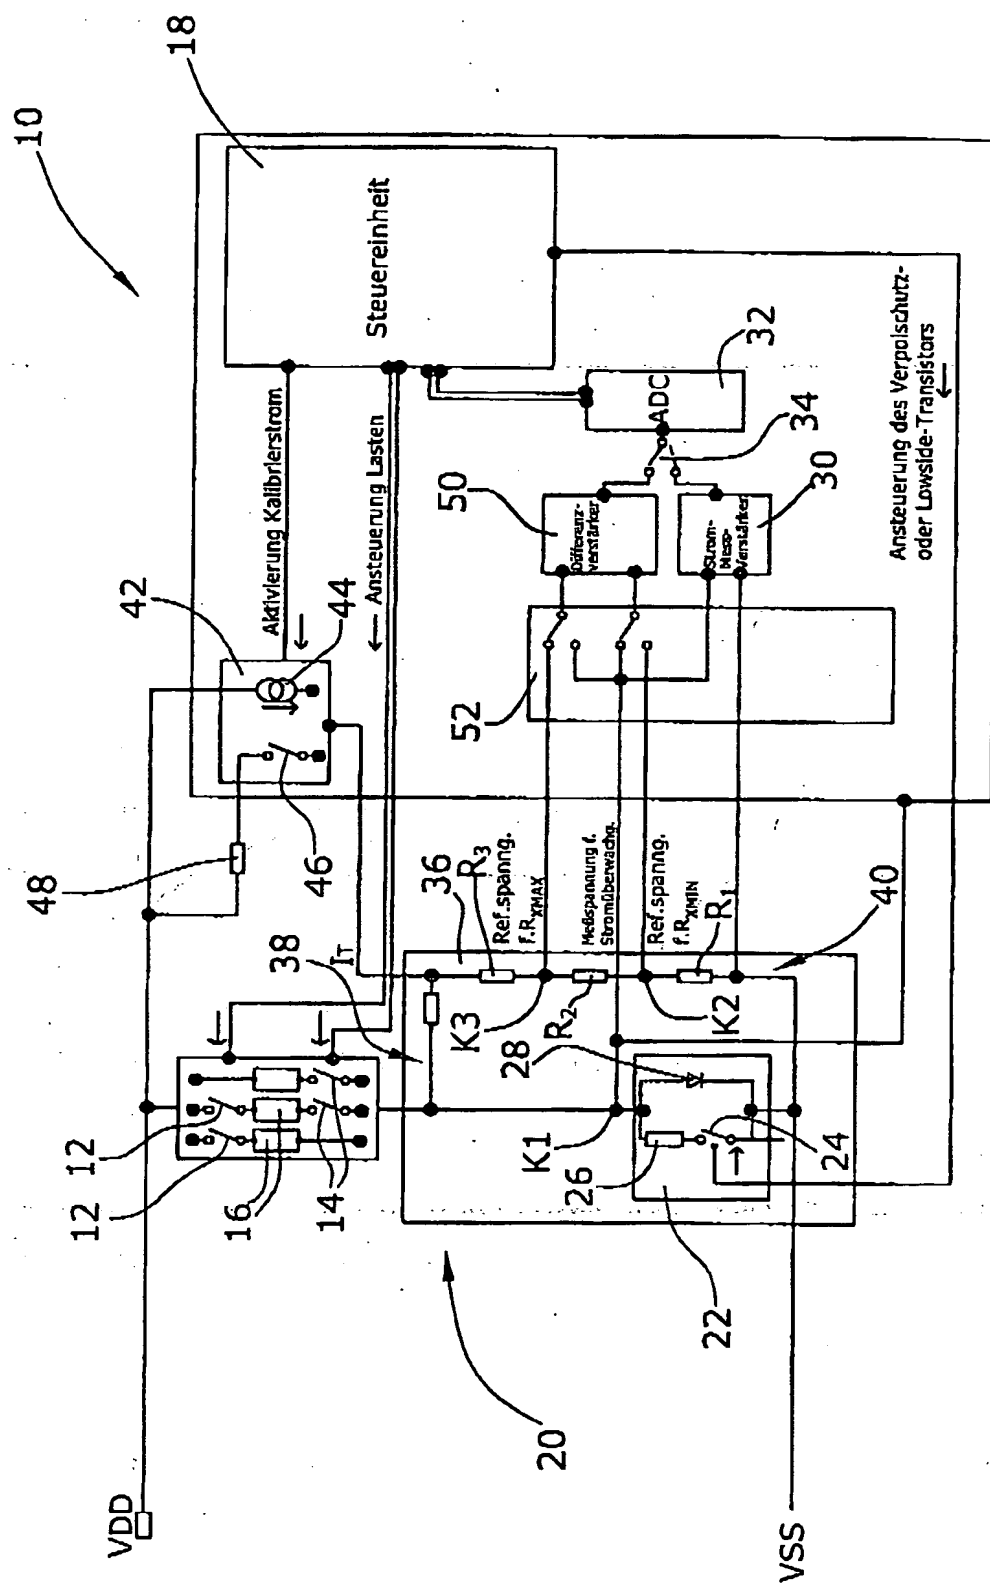 10
18
Steuereinheit
Aktivierung Kalibrierstrom
Ansteuerung Lasten
42
44
46
48
50
Differenz-
verstärker
Strom-
Mess-
Verstärker
30
ADC
32
34
52
Ansteuerung des Verpolschutz-
oder Lowside-Transistors
36
R3
Ref.spanng.
f.RXMAX
Meßspannung f.
Stromüberwachg.
Ref.spanng.
f.RXMIN
R1
40
38
IT
K3
R2
K2
28
K1
26
24
22
12
12
16
14
20
VDD
VSS